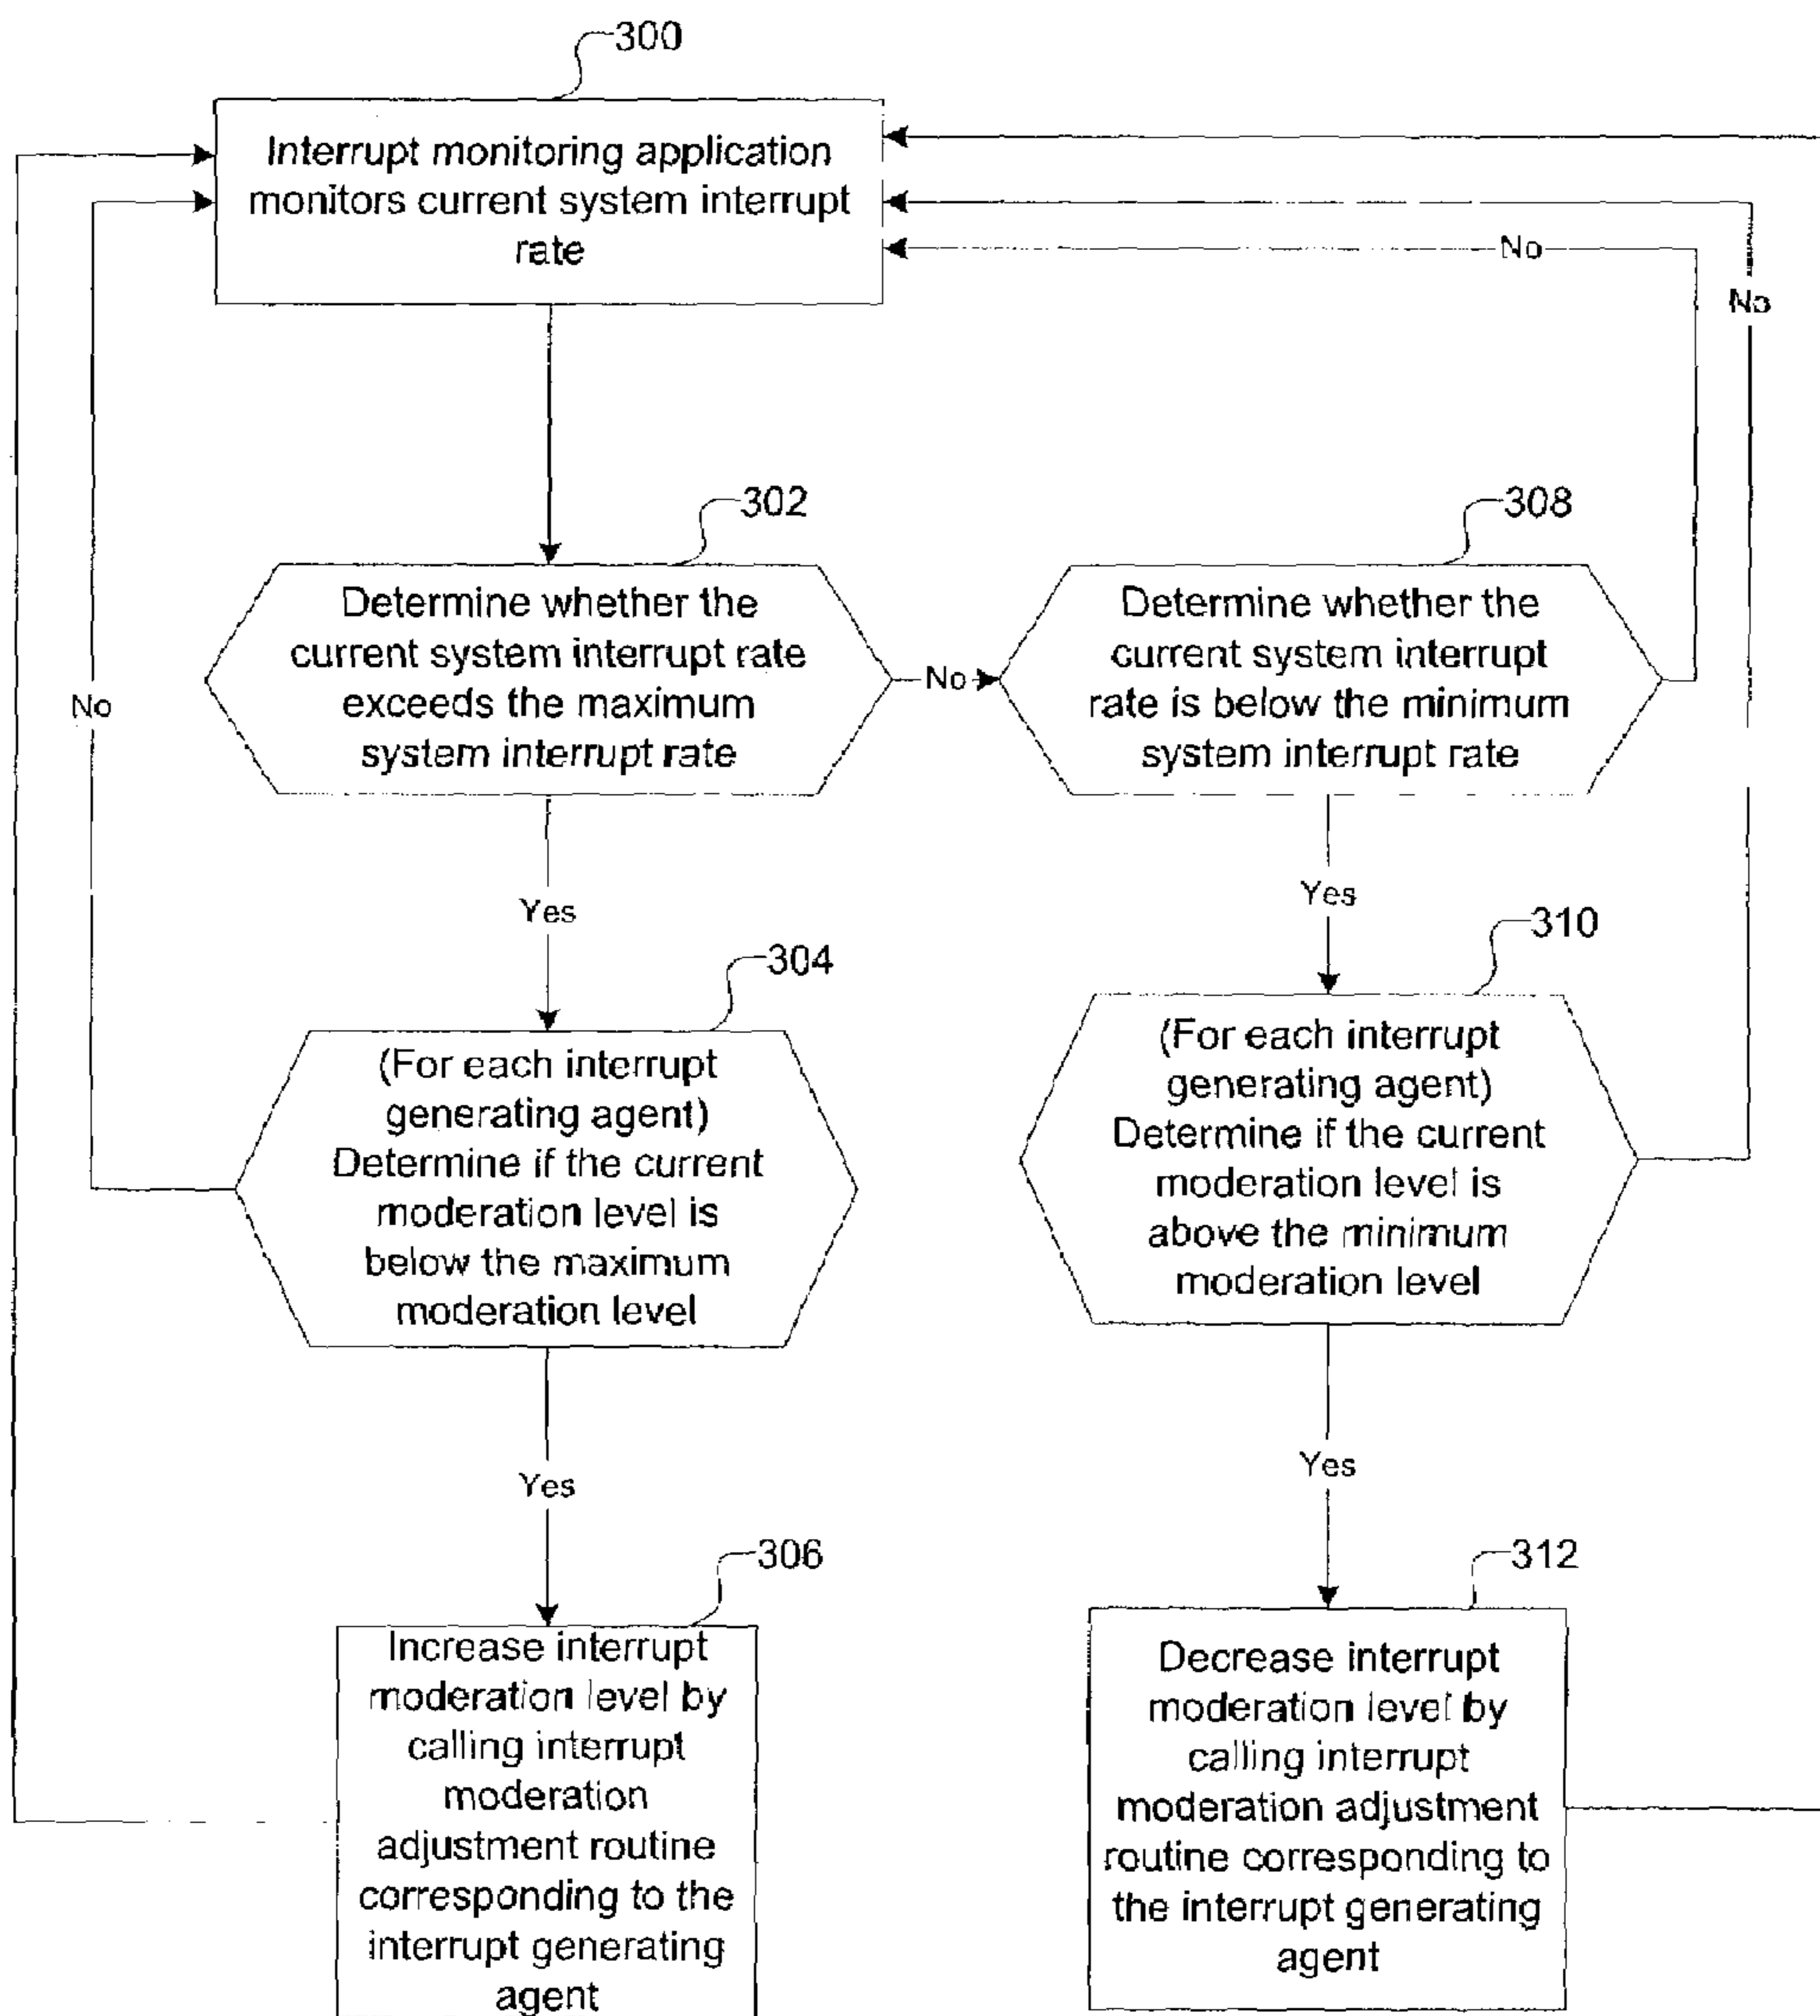 300
Interrupt monitoring application
monitors current system interrupt
rate
No
No
302
308
Determine whether the
current system interrupt rate
exceeds the maximum
system interrupt rate
No
Determine whether the
current system interrupt
rate is below the minimum
system interrupt rate
No
Yes
Yes
304
310
(For each interrupt
generating agent)
Determine if the current
moderation level is
below the maximum
moderation level
(For each interrupt
generating agent)
Determine if the current
moderation level is
above the minimum
moderation level
Yes
Yes
306
312
Increase interrupt
moderation level by
calling interrupt
moderation
adjustment routine
corresponding to the
interrupt generating
agent
Decrease interrupt
moderation level by
calling interrupt
moderation adjustment
routine corresponding to
the interrupt generating
agent